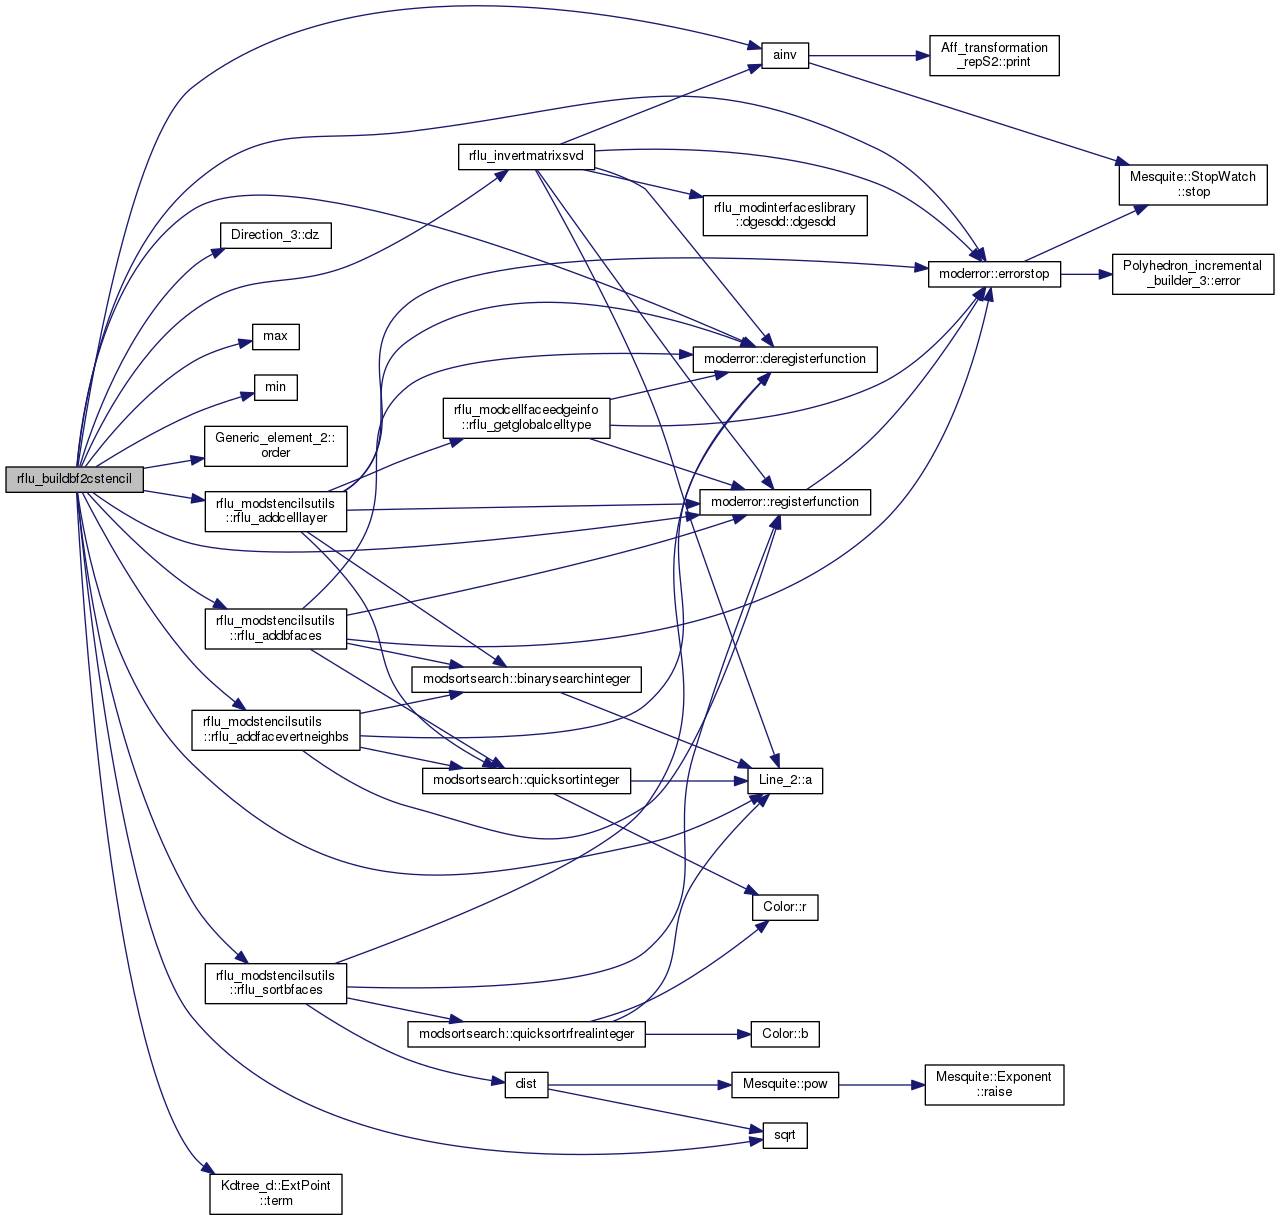 ainv
Aff_transformation
_repS2::print
rflu_invertmatrixsvd
Mesquite::StopWatch
::stop
rflu_modinterfaceslibrary
::dgesdd::dgesdd
Direction_3::dz
moderror::errorstop
Polyhedron_incremental
_builder_3::error
max
moderror::deregisterfunction
min
rflu_modcellfaceedgeinfo
::rflu_getglobalcelltype
Generic_element_2::
order
rflu_buildbf2cstencil
rflu_modstencilsutils
::rflu_addcelllayer
moderror::registerfunction
rflu_modstencilsutils
::rflu_addbfaces
modsortsearch::binarysearchinteger
rflu_modstencilsutils
::rflu_addfacevertneighbs
modsortsearch::quicksortinteger
Line_2::a
Color::r
rflu_modstencilsutils
::rflu_sortbfaces
modsortsearch::quicksortrfrealinteger
Color::b
dist
Mesquite::pow
Mesquite::Exponent
::raise
sqrt
Kdtree_d::ExtPoint
::term